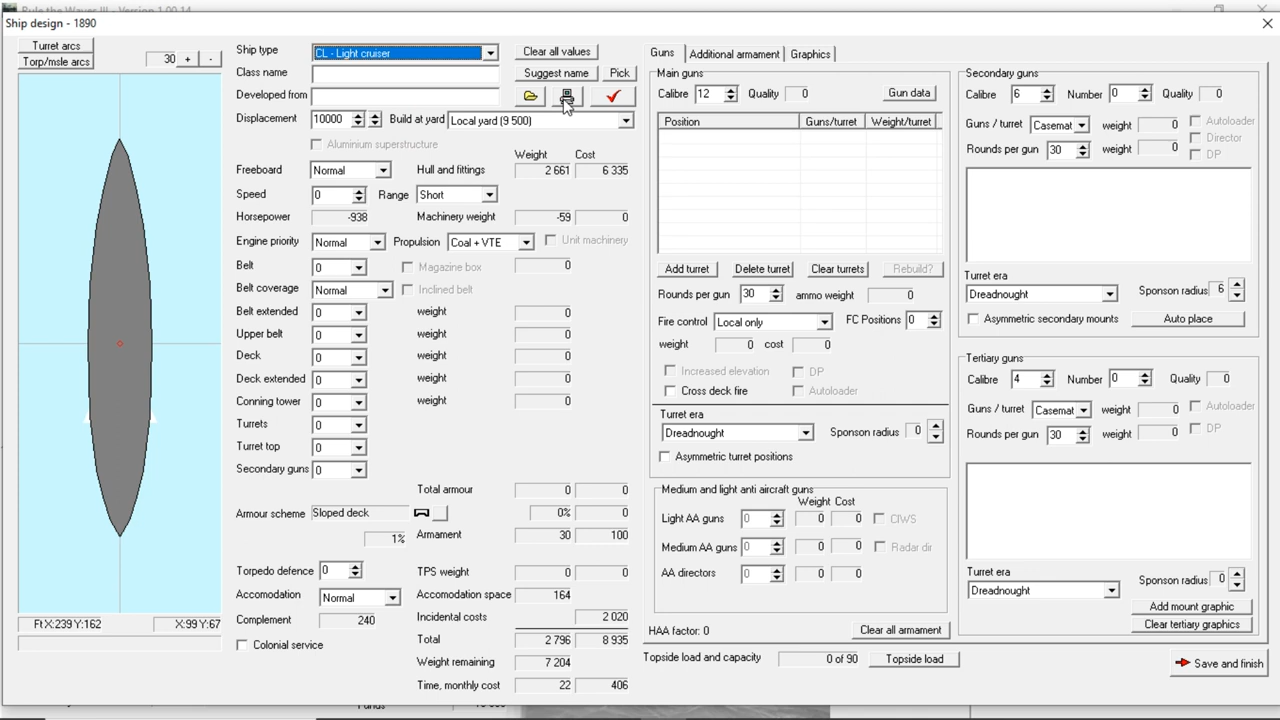 Rule the Waves III - Version 1.00.14
Ship design - 1890
Turret arcs
Torp/msle arcs
30 + -
Ft X:239 Y:162 X:99 Y:67
Ship type CL - Light cruiser Clear all values
Class name Suggest name Pick
Developed from
Displacement 10000 Build at yard Local yard (9 500)
Aluminium superstructure
Weight Cost
Freeboard Normal Hull and fittings 2 661 6 335
Speed 0 Range Short
Horsepower -938 Machinery weight -59 0
Engine priority Normal Propulsion Coal + VTE Unit machinery
Belt 0 Magazine box 0
Belt coverage Normal Inclined belt
Belt extended 0 weight 0
Upper belt 0 weight 0
Deck 0 weight 0
Deck extended 0 weight 0
Conning tower 0 weight 0
Turrets 0
Turret top 0
Secondary guns 0
Total armour 0 0
Armour scheme Sloped deck 0% 0
1% Armament 30 100
Torpedo defence 0 TPS weight 0 0
Accomodation Normal Accomodation space 164
Complement 240 Incidental costs 2 020
Colonial service Total 2 796 8 935
Weight remaining 7 204
Time, monthly cost 22 406
Guns Additional armament Graphics
Main guns
Calibre 12 Quality 0 Gun data
Position Guns/turret Weight/turret
Add turret Delete turret Clear turrets Rebuild?
Rounds per gun 30 ammo weight 0
Fire control Local only FC Positions 0
weight 0 cost 0
Increased elevation DP
Cross deck fire Autoloader
Turret era
Dreadnought Sponson radius 0
Asymmetric turret positions
Medium and light anti aircraft guns
Weight Cost
Light AA guns 0 0 0 CIWS
Medium AA guns 0 0 0 Radar dir
AA directors 0 0 0
HAA factor: 0 Clear all armament
Topside load and capacity 0 of 90 Topside load
Secondary guns
Calibre 6 Number 0 Quality 0
Guns / turret Casemat weight 0 Autoloader
Director
Rounds per gun 30 weight 0 DP
Turret era
Dreadnought Sponson radius 6
Asymmetric secondary mounts Auto place
Tertiary guns
Calibre 4 Number 0 Quality 0
Guns / turret Casemat weight 0 Autoloader
Rounds per gun 30 weight 0 DP
Turret era
Dreadnought Sponson radius 0
Add mount graphic
Clear tertiary graphics
Save and finish
Funds